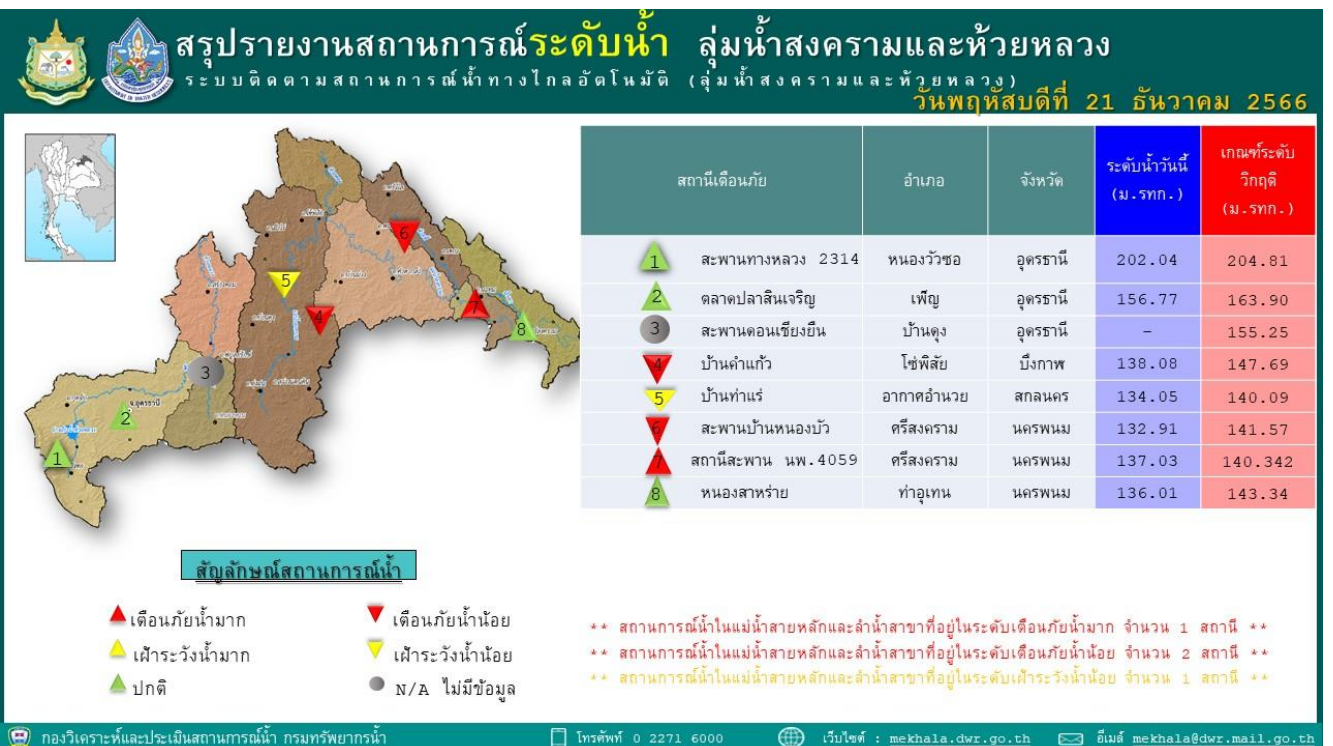 สรุปรายงานสถานการณ์ระดับน้ำ ลุ่มน้ำสงครามและห้วยหลวง
ระบบติดตามสถานการณ์น้ำทางไกลอัตโนมัติ (ลุ่มน้ำสงครามและห้วยหลวง)
วันพฤหัสบดีที่ 21 ธันวาคม 2566
สถานีเตือนภัย อำเภอ จังหวัด ระดับน้ำวันนี้ (ม.รทก.) เกณฑ์ระดับวิกฤติ (ม.รทก.)
1 สะพานทางหลวง 2314 หนองวัวซอ อุดรธานี 202.04 204.81
2 ตลาดปลาสินเจริญ เพ็ญ อุดรธานี 156.77 163.90
3 สะพานดอนเชียงยืน บ้านดุง อุดรธานี - 155.25
4 บ้านคำแก้ว โซ่พิสัย บึงกาฬ 138.08 147.69
5 บ้านท่าแร่ อากาศอำนวย สกลนคร 134.05 140.09
6 สะพานบ้านหนองบัว ศรีสงคราม นครพนม 132.91 141.57
7 สถานีสะพาน นพ.4059 ศรีสงคราม นครพนม 137.03 140.342
8 หนองสาหร่าย ท่าอุเทน นครพนม 136.01 143.34
6
5
4
7
8
3
2
จ.อุดรธานี
1
สัญลักษณ์สถานการณ์น้ำ
เตือนภัยน้ำมาก เตือนภัยน้ำน้อย
เฝ้าระวังน้ำมาก เฝ้าระวังน้ำน้อย
ปกติ N/A ไม่มีข้อมูล
** สถานการณ์น้ำในแม่น้ำสายหลักและลำน้ำสาขาที่อยู่ในระดับเตือนภัยน้ำมาก จำนวน 1 สถานี **
** สถานการณ์น้ำในแม่น้ำสายหลักและลำน้ำสาขาที่อยู่ในระดับเตือนภัยน้ำน้อย จำนวน 2 สถานี **
** สถานการณ์น้ำในแม่น้ำสายหลักและลำน้ำสาขาที่อยู่ในระดับเฝ้าระวังน้ำน้อย จำนวน 1 สถานี **
กองวิเคราะห์และประเมินสถานการณ์น้ำ กรมทรัพยากรน้ำ โทรศัพท์ 0 2271 6000 เว็บไซต์ : mekhala.dwr.go.th อีเมล์ mekhala@dwr.mail.go.th